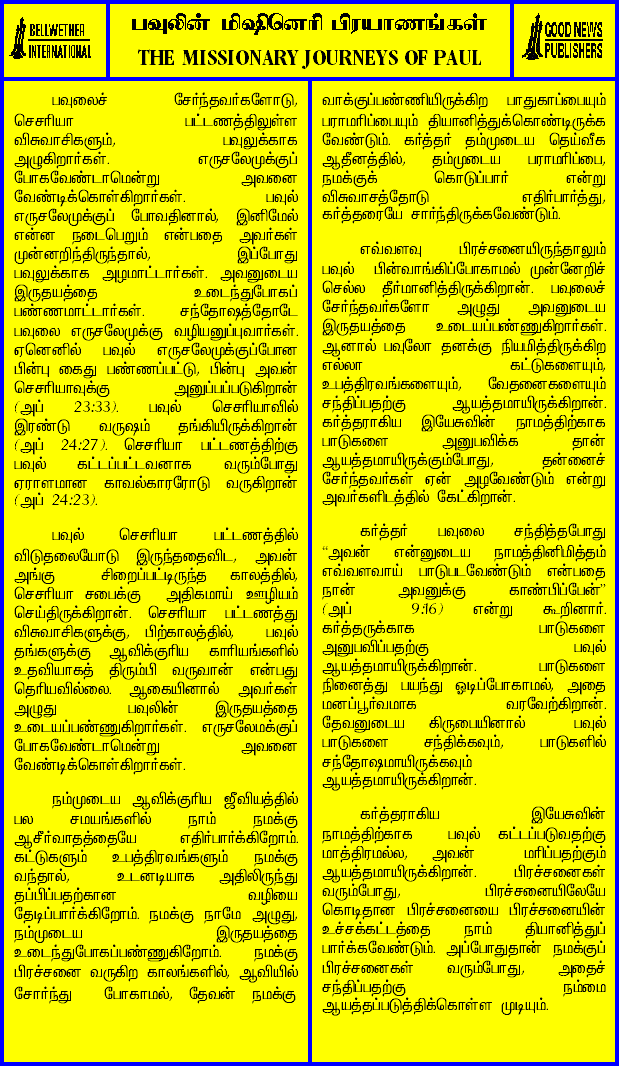 BELLWETHER
INTERNATIONAL
பவுலின் மிஷினெரி பிரயாணங்கள்
THE MISSIONARY JOURNEYS OF PAUL
GOOD NEWS
PUBLISHERS
பவுலைச் சேர்ந்தவர்களோடு,
செசரியா பட்டணத்திலுள்ள
விசுவாசிகளும், பவுலுக்காக
அழுகிறார்கள். எருசலேமுக்குப்
போகவேண்டாமென்று அவனை
வேண்டிக்கொள்கிறார்கள். பவுல்
எருசலேமுக்குப் போவதினால், இனிமேல்
என்ன நடைபெறும் என்பதை அவர்கள்
முன்னறிந்திருந்தால், இப்போது
பவுலுக்காக அழமாட்டார்கள். அவனுடைய
இருதயத்தை உடைந்துபோகப்
பண்ணமாட்டார்கள். சந்தோஷத்தோடே
பவுலை எருசலேமுக்கு வழியனுப்புவார்கள்.
ஏனெனில் பவுல் எருசலேமுக்குப்போன
பின்பு கைது பண்ணப்பட்டு, பின்பு அவன்
செசரியாவுக்கு அனுப்பப்படுகிறான்
(அப் 23:33). பவுல் செசரியாவில்
இரண்டு வருஷம் தங்கியிருக்கிறான்
(அப் 24:27). செசரியா பட்டணத்திற்கு
பவுல் கட்டப்பட்டவனாக வரும்போது
ஏராளமான காவல்காரரோடு வருகிறான்
(அப் 24:23).
பவுல் செசரியா பட்டணத்தில்
விடுதலையோடு இருந்ததைவிட, அவன்
அங்கு சிறைப்பட்டிருந்த காலத்தில்,
செசரியா சபைக்கு அதிகமாய் ஊழியம்
செய்திருக்கிறான். செசரியா பட்டணத்து
விசுவாசிகளுக்கு, பிற்காலத்தில், பவுல்
தங்களுக்கு ஆவிக்குரிய காரியங்களில்
உதவியாகத் திரும்பி வருவான் என்பது
தெரியவில்லை. ஆகையினால் அவர்கள்
அழுது பவுலின் இருதயத்தை
உடையப்பண்ணுகிறார்கள். எருசலேமக்குப்
போகவேண்டாமென்று அவனை
வேண்டிக்கொள்கிறார்கள்.
நம்முடைய ஆவிக்குரிய ஜீவியத்தில்
பல சமயங்களில் நாம் நமக்கு
ஆசீர்வாதத்தையே எதிர்பார்க்கிறோம்.
கட்டுகளும் உபத்திரவங்களும் நமக்கு
வந்தால், உடனடியாக அதிலிருந்து
தப்பிப்பதற்கான வழியை
தேடிப்பார்க்கிறோம். நமக்கு நாமே அழுது,
நம்முடைய இருதயத்தை
உடைந்துபோகப்பண்ணுகிறோம். நமக்கு
பிரச்சனை வருகிற காலங்களில், ஆவியில்
சோர்ந்து போகாமல், தேவன் நமக்கு
வாக்குப்பண்ணியிருக்கிற பாதுகாப்பையும்
பராமரிப்பையும் தியானித்துக்கொண்டிருக்க
வேண்டும். கர்த்தர் தம்முடைய தெய்வீக
ஆதீனத்தில், தம்முடைய பராமரிப்பை,
நமக்குக் கொடுப்பார் என்று
விசுவாசத்தோடு எதிர்பார்த்து,
கர்த்தரையே சார்ந்திருக்கவேண்டும்.
எவ்வளவு பிரச்சனையிருந்தாலும்
பவுல் பின்வாங்கிப்போகாமல் முன்னேறிச்
செல்ல தீர்மானித்திருக்கிறான். பவுலைச்
சேர்ந்தவர்களோ அழுது அவனுடைய
இருதயத்தை உடையப்பண்ணுகிறார்கள்.
ஆனால் பவுலோ தனக்கு நியமித்திருக்கிற
எல்லா கட்டுகளையும்,
உபத்திரவங்களையும், வேதனைகளையும்
சந்திப்பதற்கு ஆயத்தமாயிருக்கிறான்.
கர்த்தராகிய இயேசுவின் நாமத்திற்காக
பாடுகளை அனுபவிக்க தான்
ஆயத்தமாயிருக்கும்போது, தன்னைச்
சேர்ந்தவர்கள் ஏன் அழவேண்டும் என்று
அவர்களிடத்தில் கேட்கிறான்.
கர்த்தர் பவுலை சந்தித்தபோது
“அவன் என்னுடைய நாமத்தினிமித்தம்
எவ்வளவாய் பாடுபடவேண்டும் என்பதை
நான் அவனுக்கு காண்பிப்பேன்”
(அப் 9:16) என்று கூறினார்.
கர்த்தருக்காக பாடுகளை
அனுபவிப்பதற்கு பவுல்
ஆயத்தமாயிருக்கிறான். பாடுகளை
நினைத்து பயந்து ஓடிப்போகாமல், அதை
மனப்பூர்வமாக வரவேற்கிறான்.
தேவனுடைய கிருபையினால் பவுல்
பாடுகளை சந்திக்கவும், பாடுகளில்
சந்தோஷமாயிருக்கவும்
ஆயத்தமாயிருக்கிறான்.
கர்த்தராகிய இயேசுவின்
நாமத்திற்காக பவுல் கட்டப்படுவதற்கு
மாத்திரமல்ல, அவன் மரிப்பதற்கும்
ஆயத்தமாயிருக்கிறான். பிரச்சனைகள்
வரும்போது, பிரச்சனையிலேயே
கொடிதான பிரச்சனையை பிரச்சனையின்
உச்சக்கட்டத்தை நாம் தியானித்துப்
பார்க்கவேண்டும். அப்போதுதான் நமக்குப்
பிரச்சனைகள் வரும்போது, அதைச்
சந்திப்பதற்கு நம்மை
ஆயத்தப்படுத்திக்கொள்ள முடியும்.